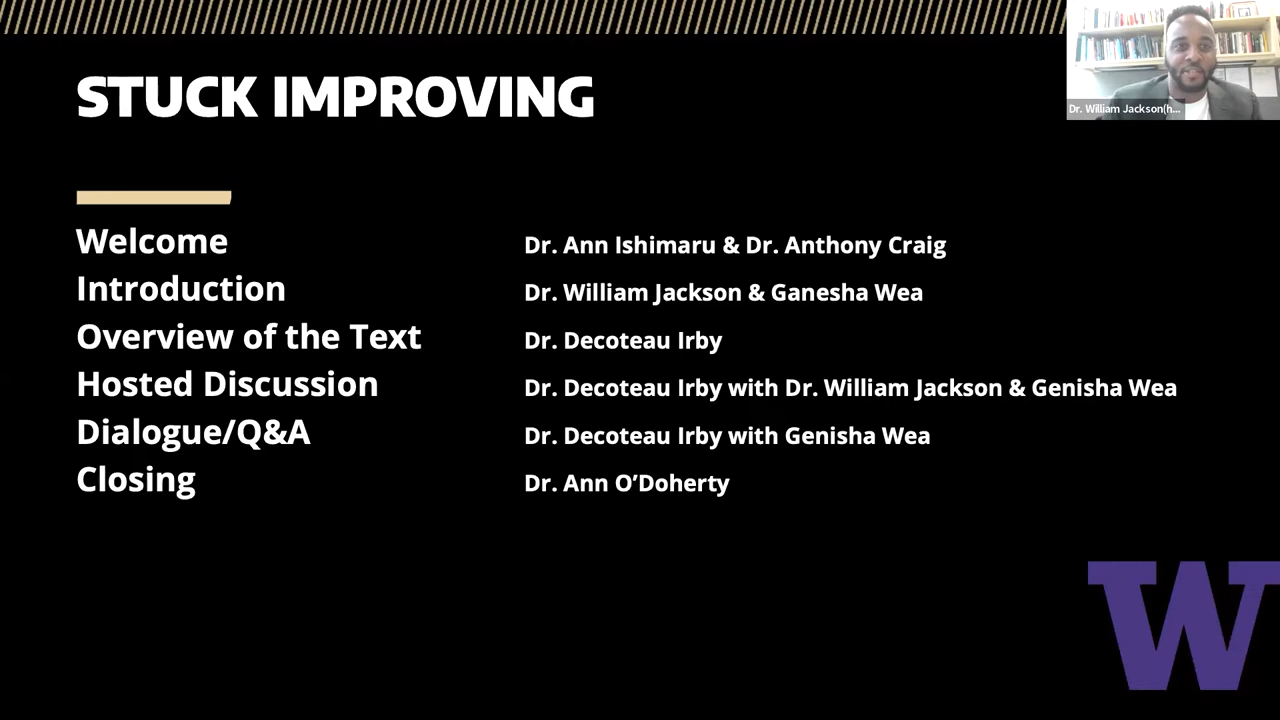 STUCK IMPROVING
Dr. William Jackson(h...
Welcome Dr. Ann Ishimaru & Dr. Anthony Craig
Introduction Dr. William Jackson & Ganesha Wea
Overview of the Text Dr. Decoteau Irby
Hosted Discussion Dr. Decoteau Irby with Dr. William Jackson & Genisha Wea
Dialogue/Q&A Dr. Decoteau Irby with Genisha Wea
Closing Dr. Ann O’Doherty
W